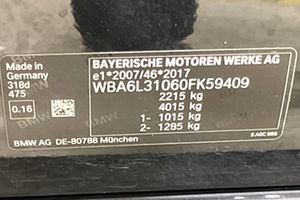 BAYERISCHE MOTOREN WERKE AG
e1*2007/46*2017
WBA6L31060FK59409
2215 kg
4015 kg
1- 1015 kg
2- 1285 kg
Made in
Germany
318d
475
0.16
BMW AG DE-80788 München